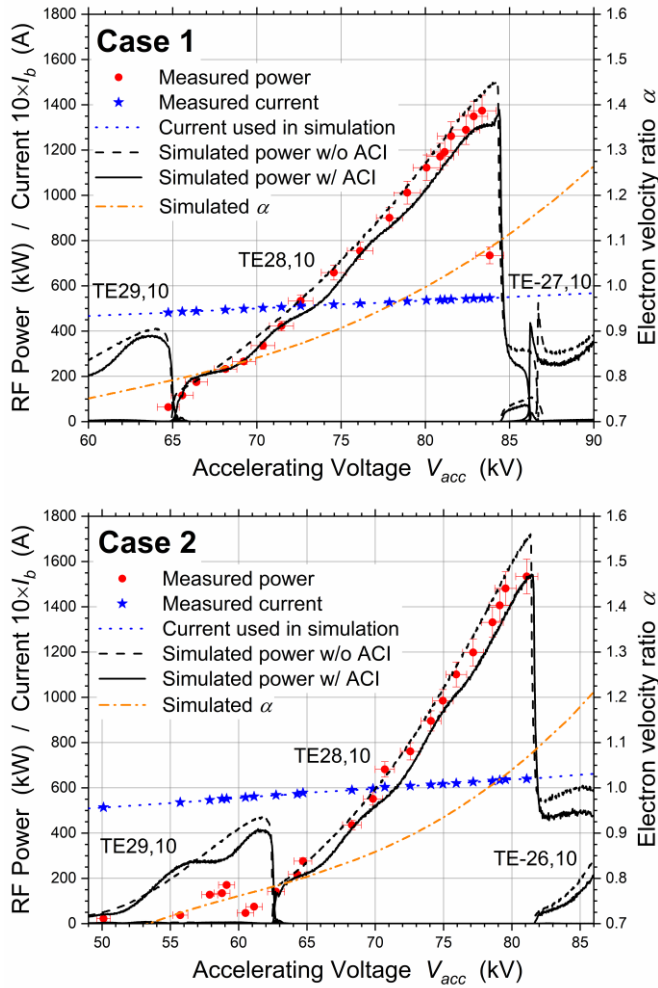 Case 1
Measured power
Measured current
Current used in simulation
Simulated power w/o ACI
Simulated power w/ ACI
Simulated α
TE29,10
TE28,10
TE-27,10
RF Power (kW) / Current 10×I_b (A)
0
200
400
600
800
1000
1200
1400
1600
1800
Electron velocity ratio α
0.7
0.8
0.9
1.0
1.1
1.2
1.3
1.4
1.5
1.6
60 65 70 75 80 85 90
Accelerating Voltage V_acc (kV)
Case 2
Measured power
Measured current
Current used in simulation
Simulated power w/o ACI
Simulated power w/ ACI
Simulated α
TE28,10
TE29,10
TE-26,10
RF Power (kW) / Current 10×I_b (A)
0
200
400
600
800
1000
1200
1400
1600
1800
Electron velocity ratio α
0.7
0.8
0.9
1.0
1.1
1.2
1.3
1.4
1.5
1.6
50 55 60 65 70 75 80 85
Accelerating Voltage V_acc (kV)